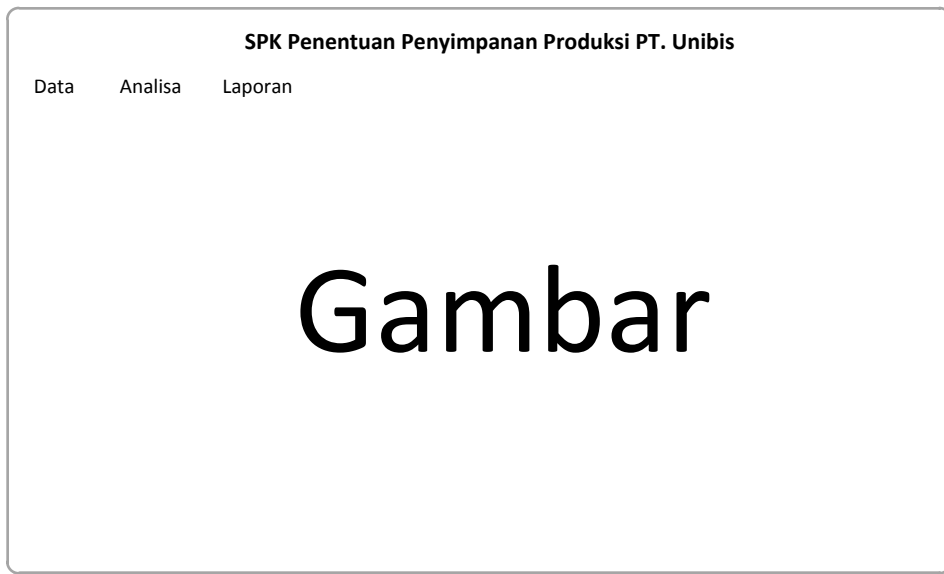 SPK Penentuan Penyimpanan Produksi PT. Unibis
Data Analisa Laporan
Gambar